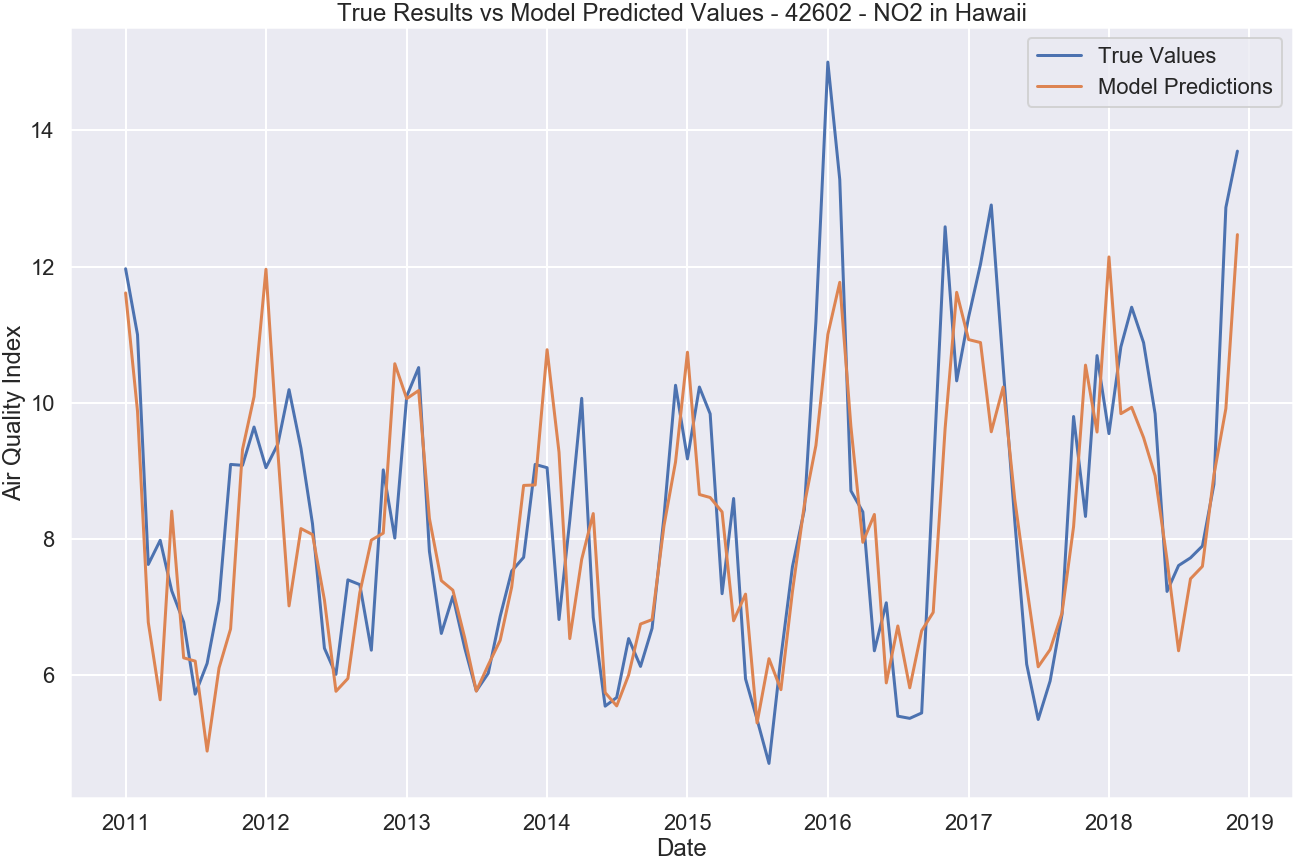 True Results vs Model Predicted Values - 42602 - NO2 in Hawaii
True Values
Model Predictions
Air Quality Index
14
12
10
8
6
2011 2012 2013 2014 2015 2016 2017 2018 2019
Date